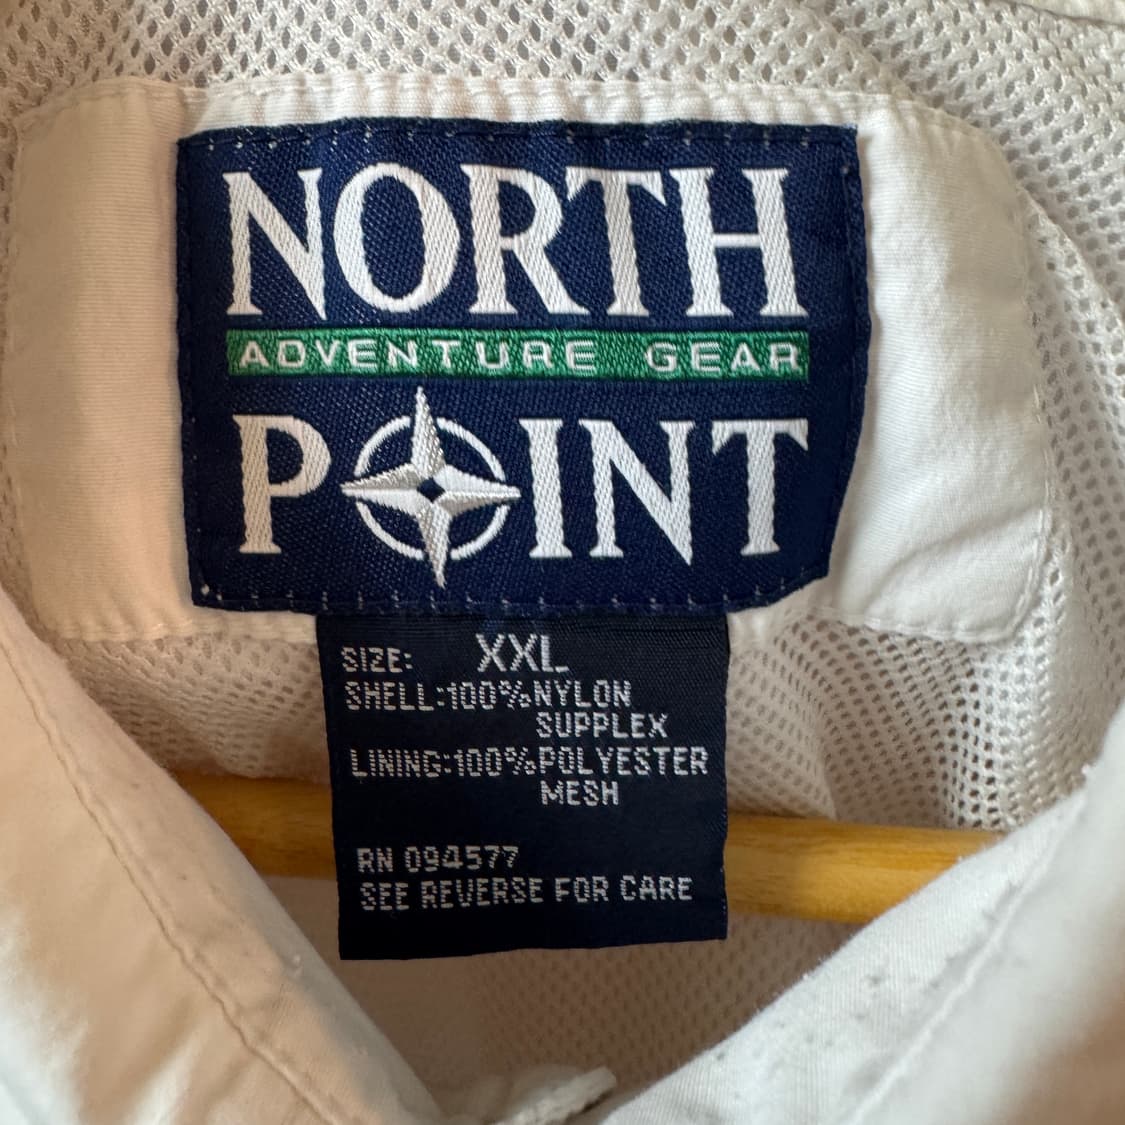 NORTH
ADVENTURE GEAR
POINT
SIZE: XXL
SHELL:100%NYLON
SUPPLEX
LINING:100%POLYESTER
MESH
RN 094577
SEE REVERSE FOR CARE